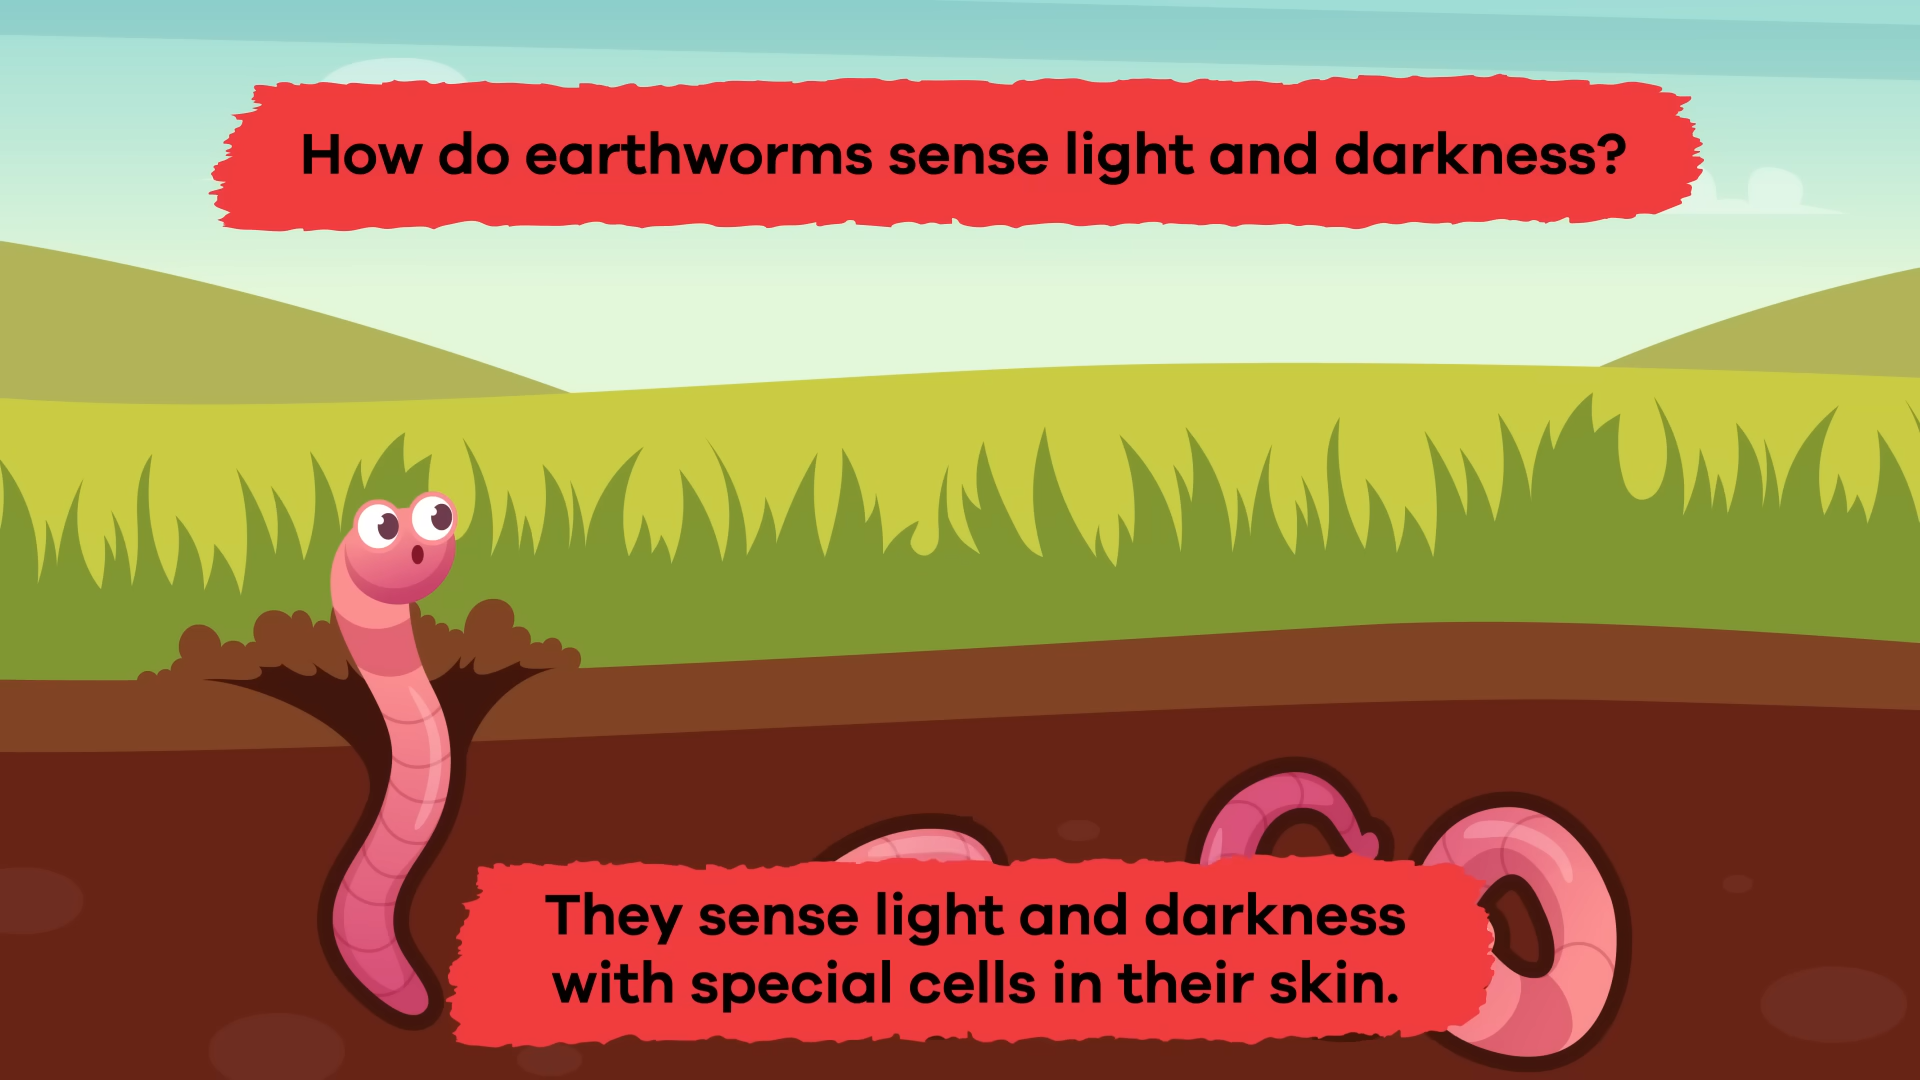 How do earthworms sense light and darkness?
They sense light and darkness
with special cells in their skin.